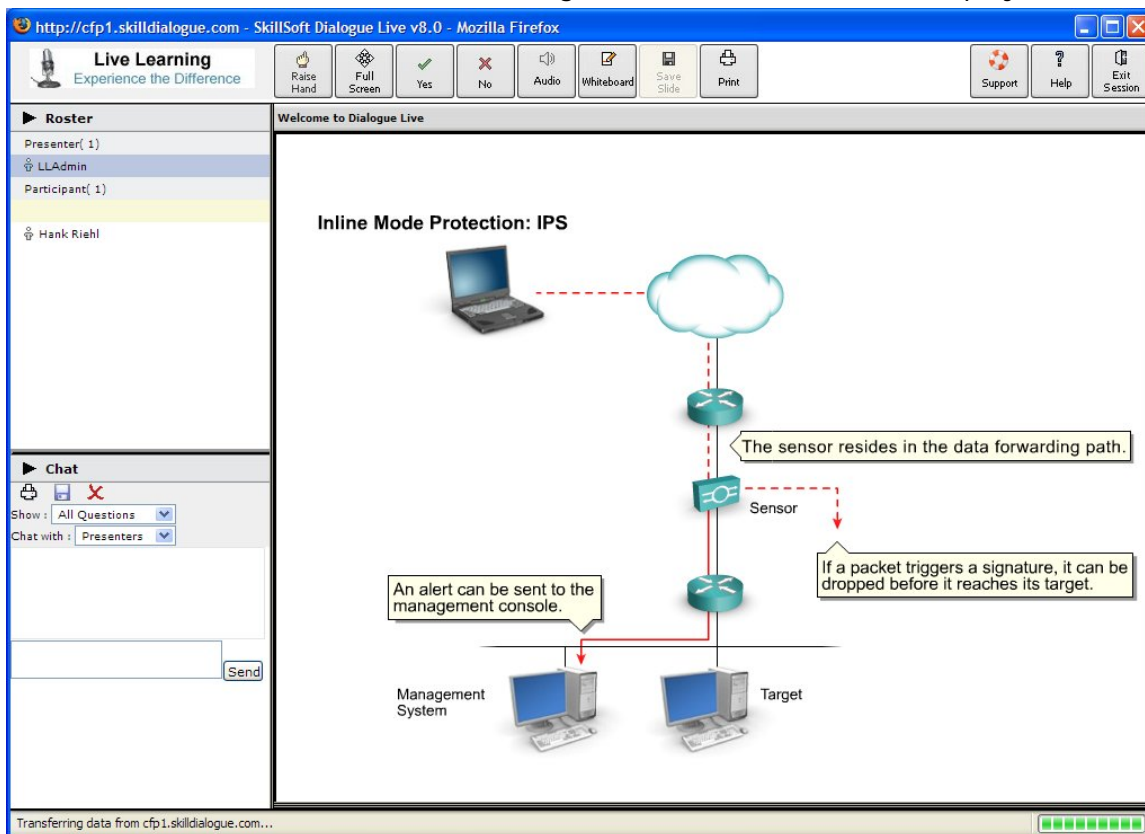 http://cfp1.skilldialogue.com - SkillSoft Dialogue Live v8.0 - Mozilla Firefox
Live Learning
Experience the Difference
Raise Hand
Full Screen
Yes
No
Audio
Whiteboard
Save Slide
Print
Support
Help
Exit Session
Roster
Welcome to Dialogue Live
Presenter( 1)
LLAdmin
Participant( 1)
Hank Riehl
Inline Mode Protection: IPS
The sensor resides in the data forwarding path.
Sensor
If a packet triggers a signature, it can be
dropped before it reaches its target.
An alert can be sent to the
management console.
Management
System
Target
Chat
Show : All Questions
Chat with : Presenters
Send
Transferring data from cfp1.skilldialogue.com...